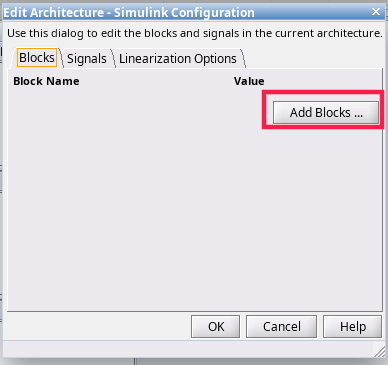 Edit Architecture - Simulink Configuration
Use this dialog to edit the blocks and signals in the current architecture.
Blocks Signals Linearization Options
Block Name Value
Add Blocks ...
OK Cancel Help